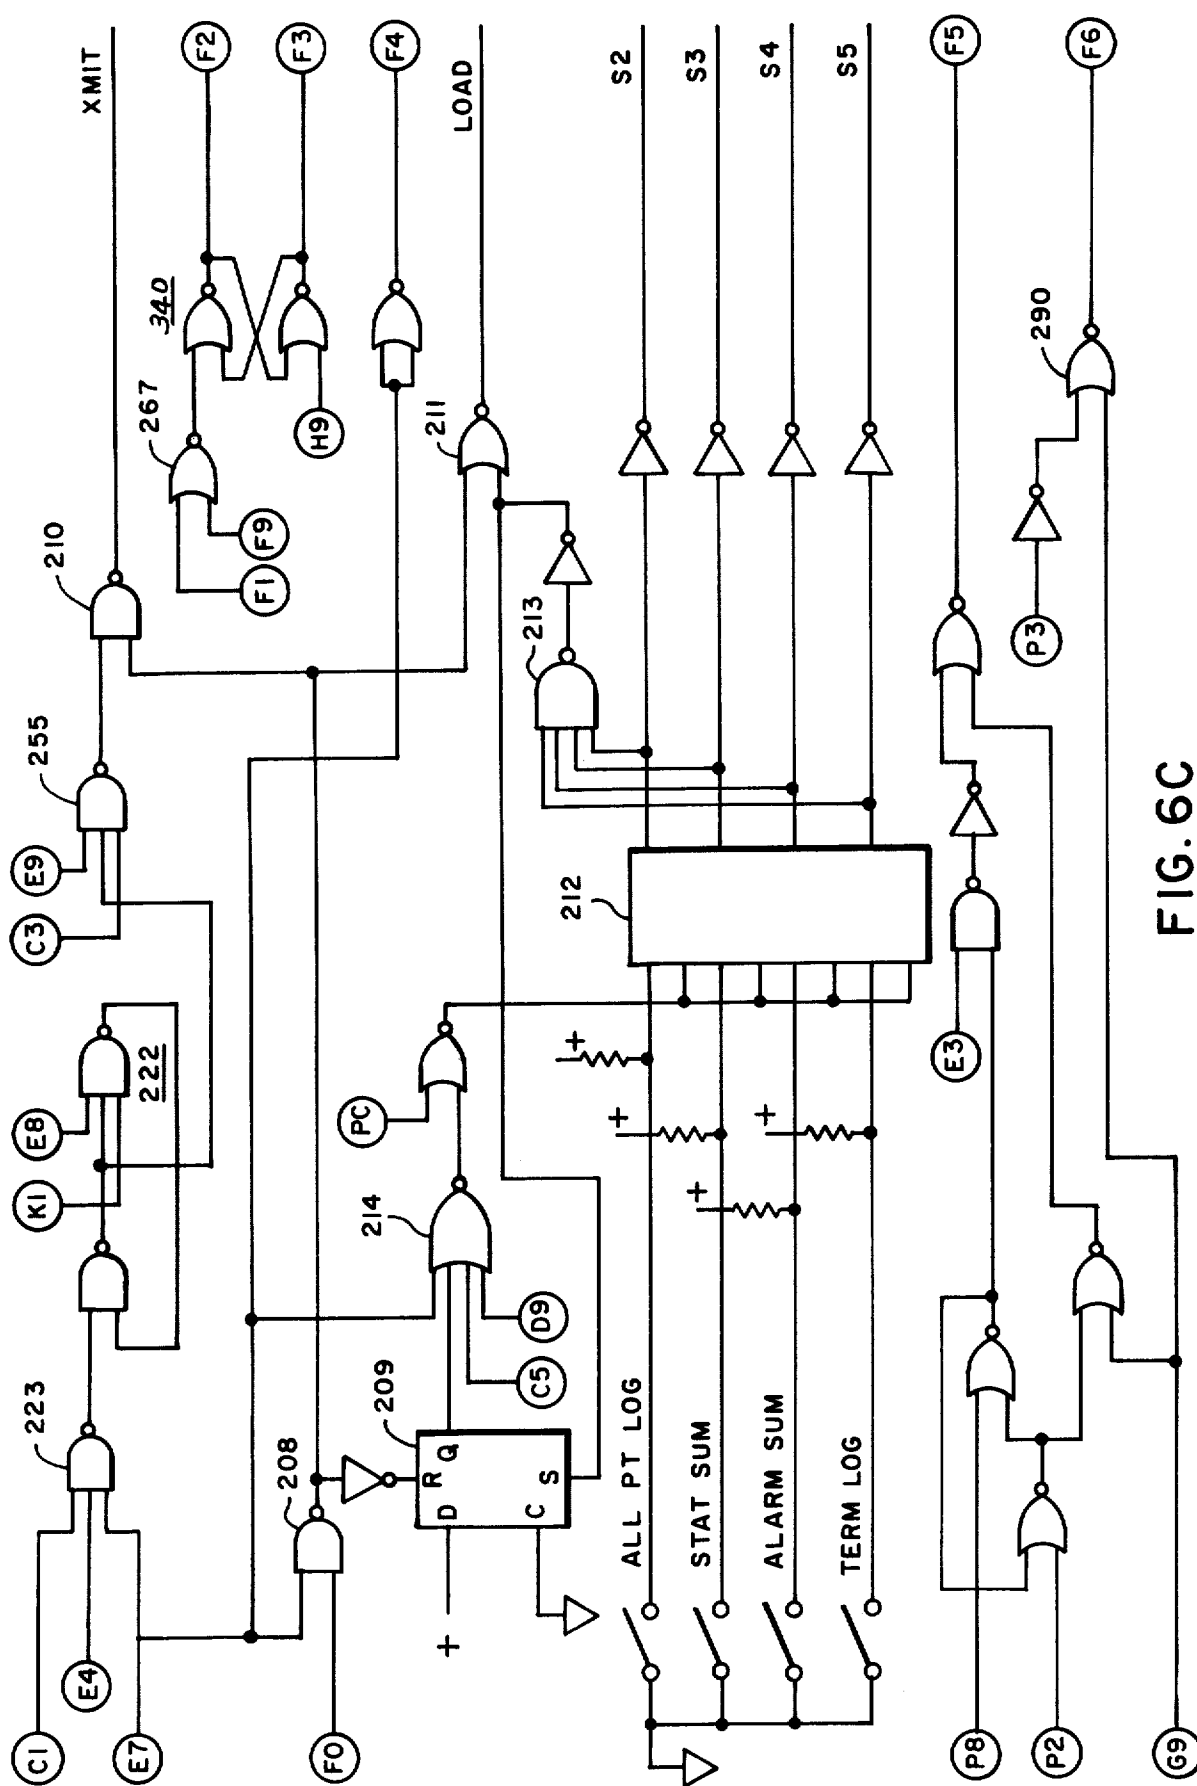 C1
K1
E8
C3
E9
223
255
210
E4
XMIT
E7
222
267
340
F2
F1
F9
208
F3
H9
F0
PC
209
214
F4
+
D
R
Q
211
LOAD
C
S
C5
D9
213
212
+
ALL PT LOG
S2
+
STAT SUM
S3
+
ALARM SUM
+
S4
TERM LOG
S5
E3
F5
P8
290
P3
P2
F6
G9
FIG. 6C